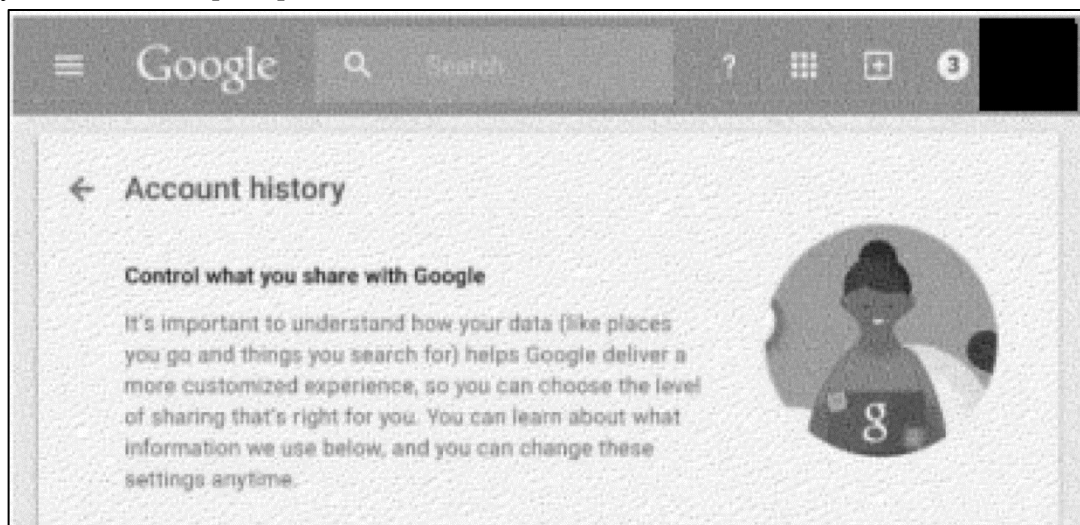 Google Search ? 3
Account history
Control what you share with Google
It's important to understand how your data (like places
you go and things you search for) helps Google deliver a
more customized experience, so you can choose the level
of sharing that's right for you. You can learn about what
information we use below, and you can change these
settings anytime.
g